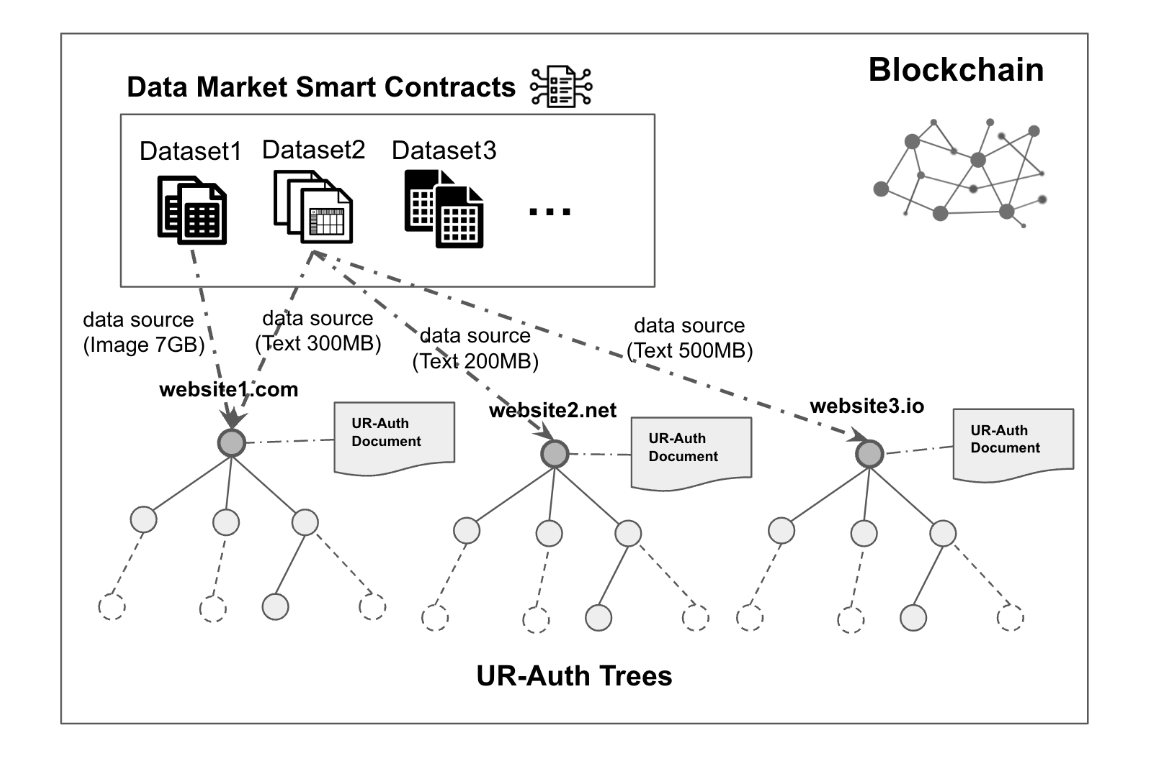 Blockchain
Data Market Smart Contracts
Dataset1 Dataset2 Dataset3
...
data source
(Image 7GB)
data source
(Text 300MB)
data source
(Text 200MB)
data source
(Text 500MB)
website1.com
UR-Auth
Document
website2.net
UR-Auth
Document
website3.io
UR-Auth
Document
UR-Auth Trees